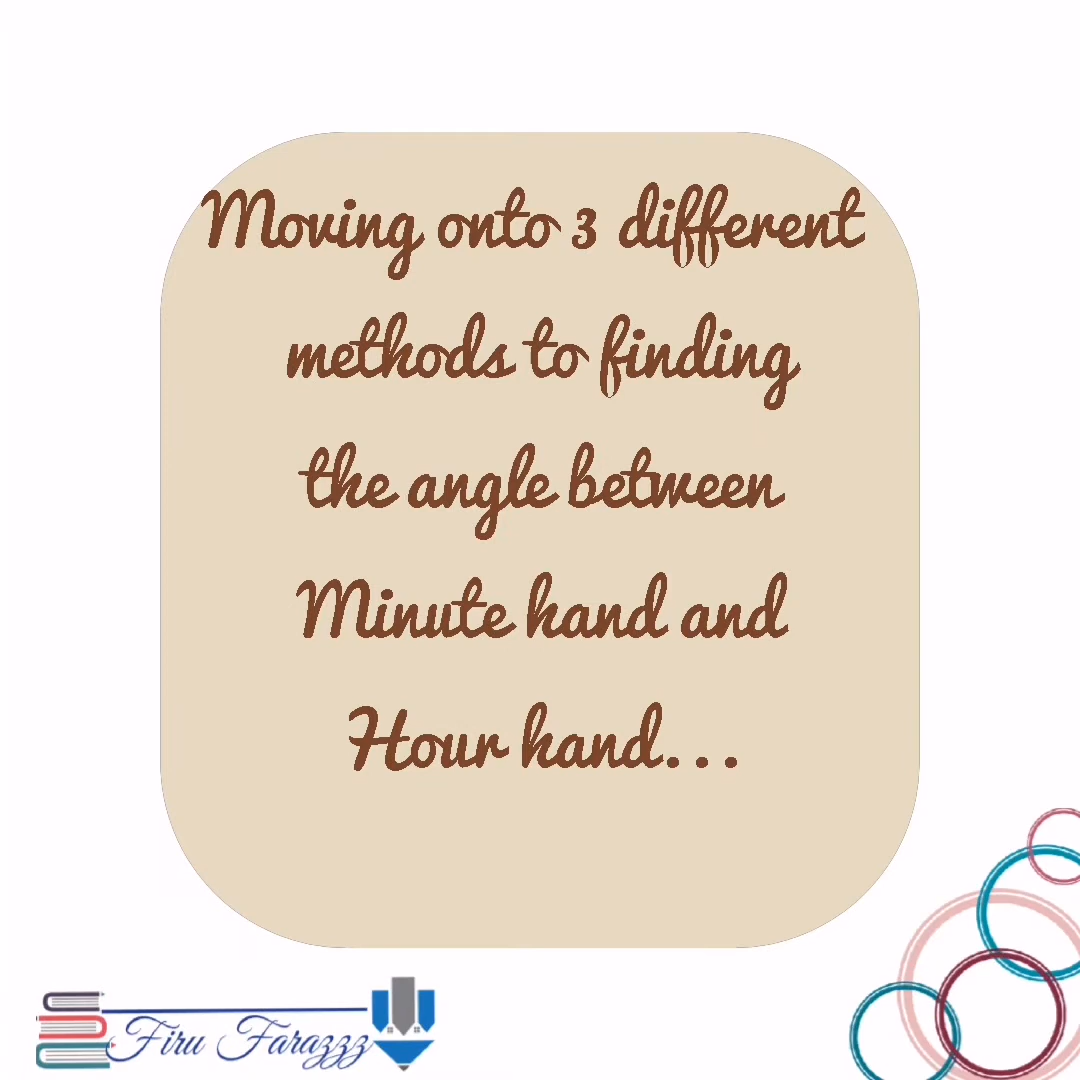 Moving onto 3 different
methods to finding
the angle between
Minute hand and
Hour hand...
Firu Farazzz